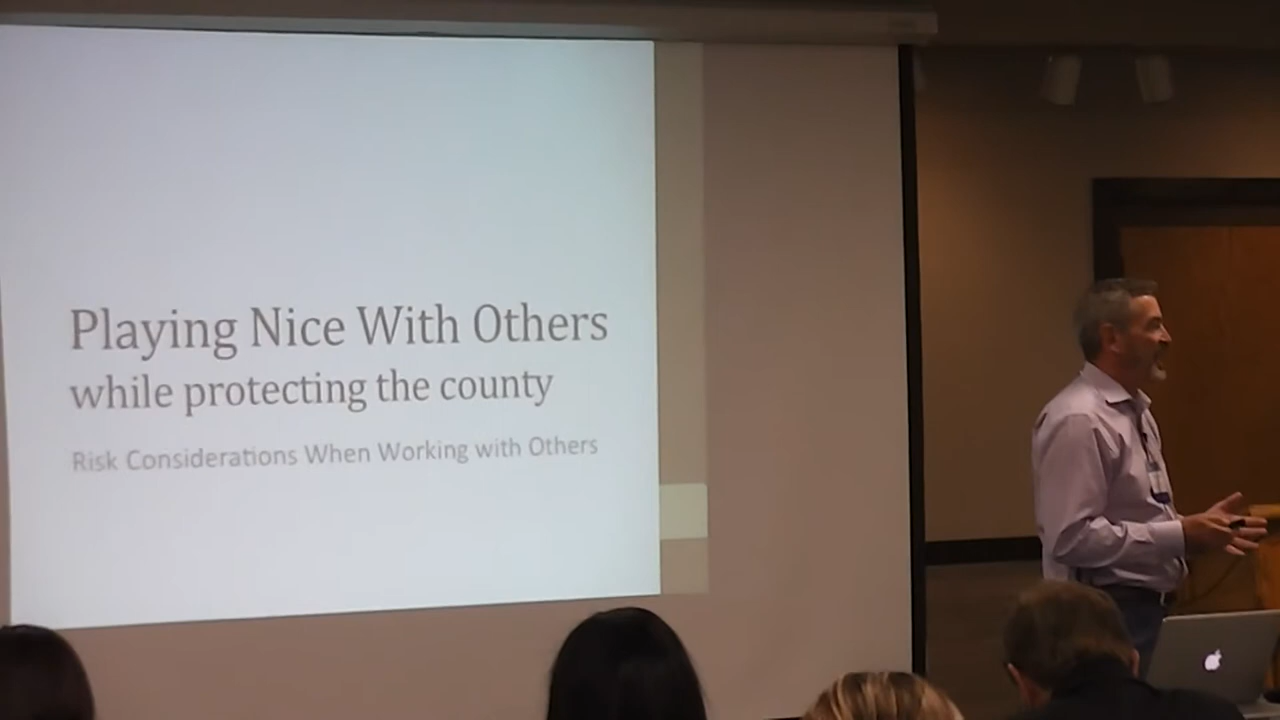 Playing Nice With Others
while protecting the county
Risk Considerations When Working with Others